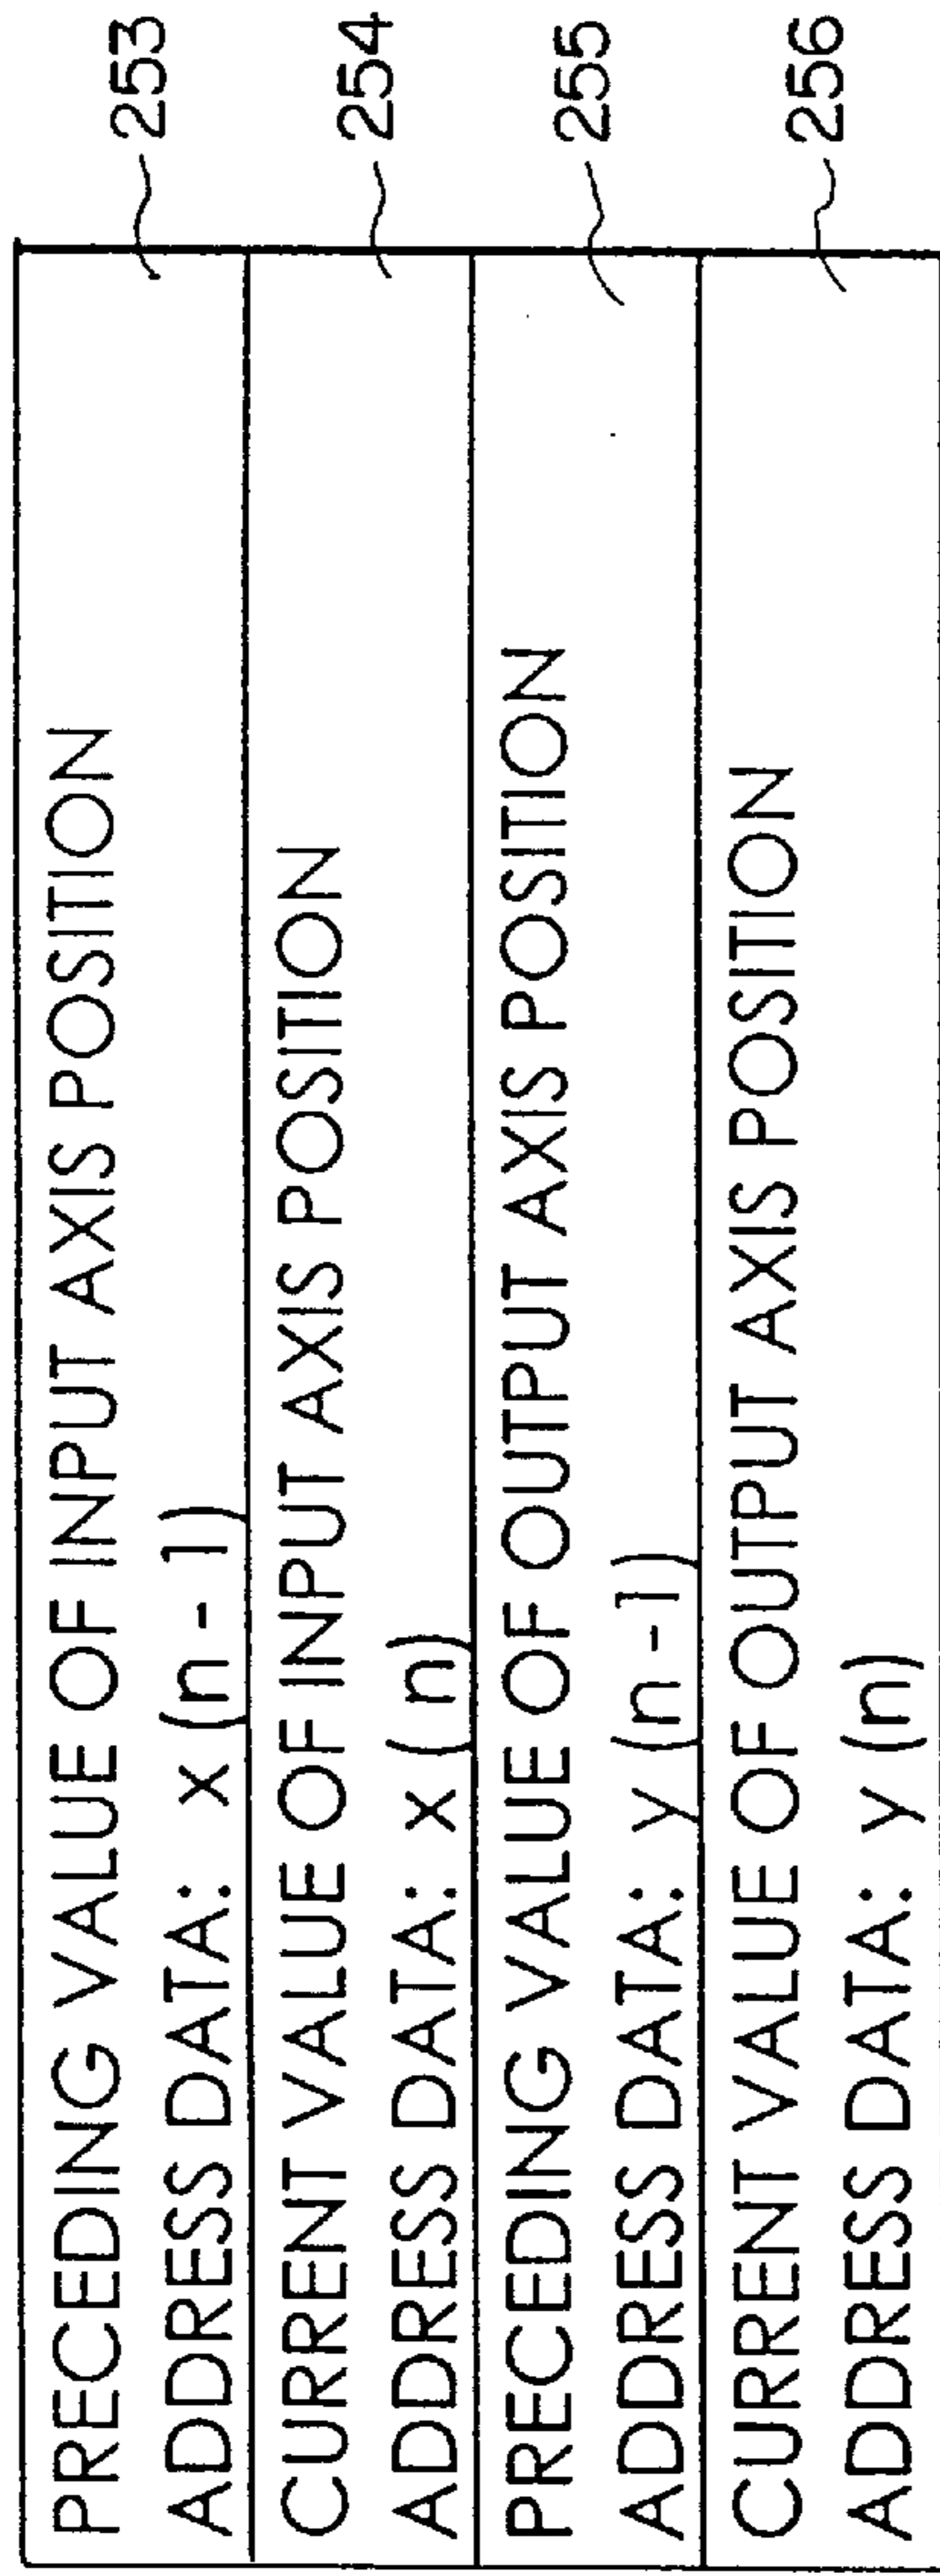 PRECEDING VALUE OF INPUT AXIS POSITION
ADDRESS DATA: x (n - 1)
253
CURRENT VALUE OF INPUT AXIS POSITION
ADDRESS DATA: x (n)
254
PRECEDING VALUE OF OUTPUT AXIS POSITION
ADDRESS DATA: y (n - 1)
255
CURRENT VALUE OF OUTPUT AXIS POSITION
ADDRESS DATA: y (n)
256